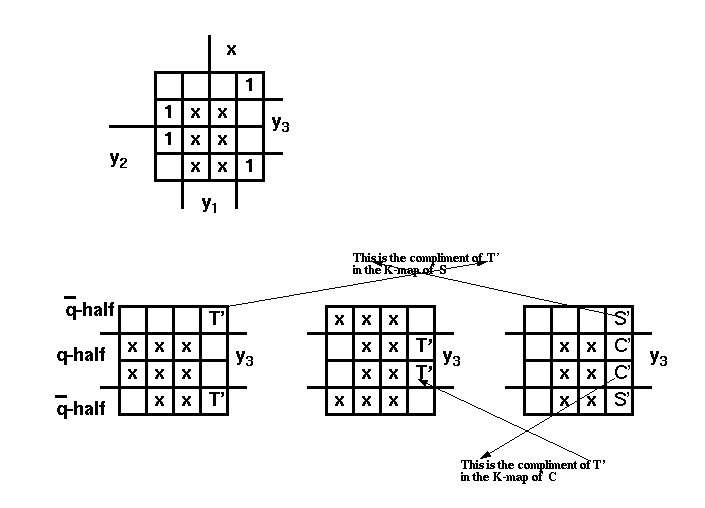 x
1
1 x x
y3
1 x x
y2
x x 1
y1
This is the compliment of T’
in the K-map of S
q-half T’ x x x S’
q-half x x x y3 x x T’ y3 x x C’ y3
x x x x x T’ x x C’
q-half x x T’ x x x x x S’
This is the compliment of T’
in the K-map of C